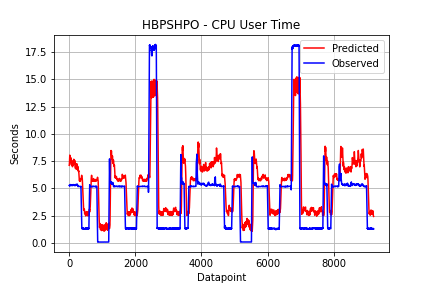 HBPSHPO - CPU User Time
Predicted
Observed
Seconds
17.5
15.0
12.5
10.0
7.5
5.0
2.5
0.0
0
2000
4000
6000
8000
Datapoint